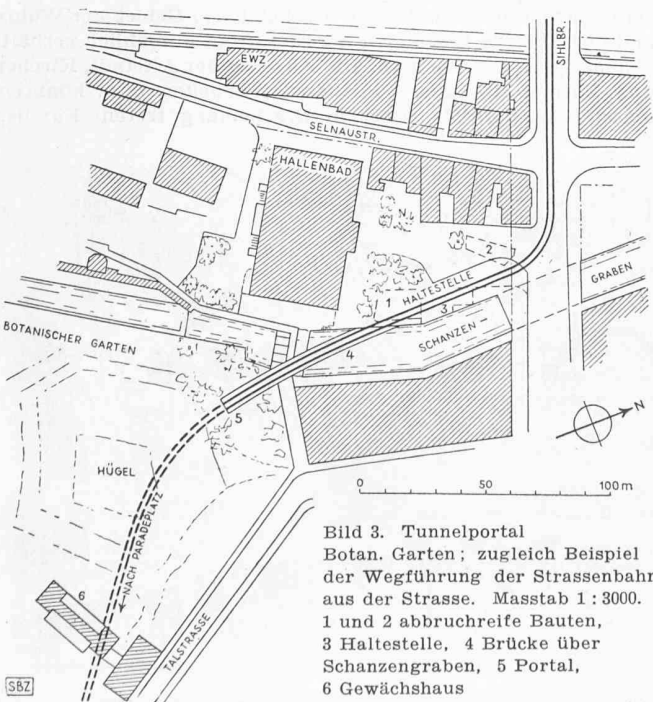 SIHLBR.
EWZ
SELNAUSTR.
HALLENBAD
2
HALTESTELLE
1
3
GRABEN
SCHANZEN
4
BOTANISCHER GARTEN
5
N
HÜGEL
0 50 100 m
NACH PARADEPLATZ
6
TALSTRASSE
SBZ
Bild 3. Tunnelportal
Botan. Garten; zugleich Beispiel
der Wegführung der Strassenbahn
aus der Strasse. Masstab 1 : 3000.
1 und 2 abbruchreife Bauten,
3 Haltestelle, 4 Brücke über
Schanzengraben, 5 Portal,
6 Gewächshaus